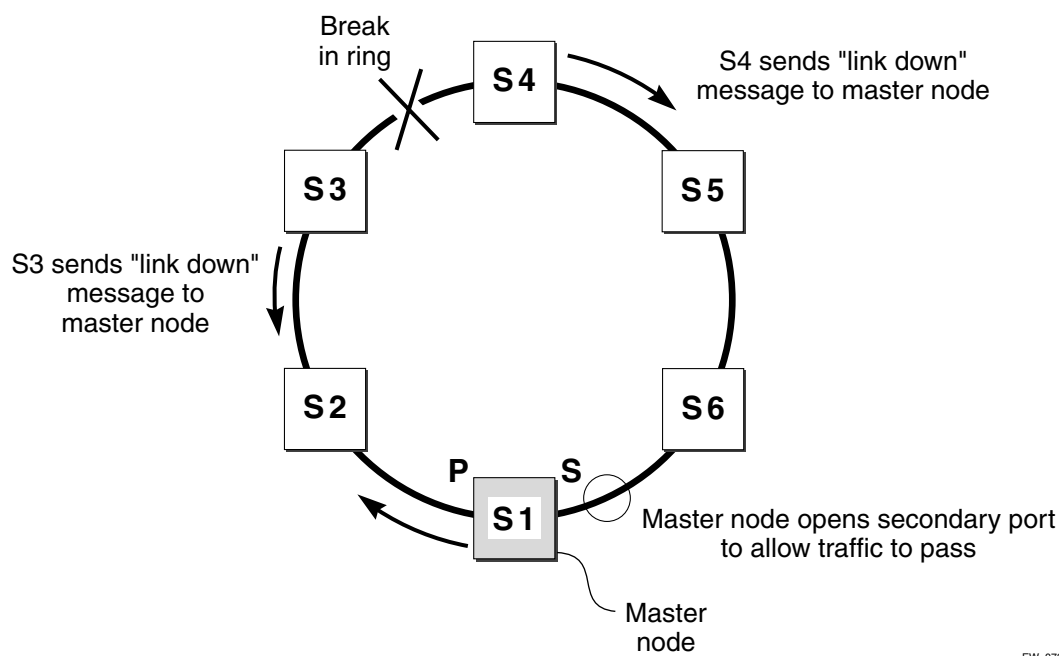 Break
in ring
S4
S4 sends "link down"
message to master node
S3
S5
S3 sends "link down"
message to
master node
S2
S6
P
S
S1
Master node opens secondary port
to allow traffic to pass
Master
node